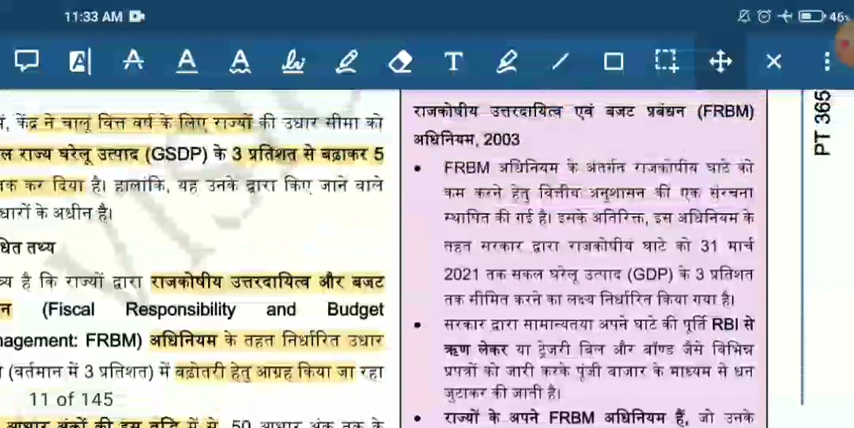 11:33 AM
46%
में, केंद्र ने चालू वित्त वर्ष के लिए राज्यों की उधार सीमा को
ल राज्य घरेलू उत्पाद (GSDP) के 3 प्रतिशत से बढ़ाकर 5
तक कर दिया है। हालांकि, यह उनके द्वारा किए जाने वाले
धारों के अधीन है।
धित तथ्य
व्य है कि राज्यों द्वारा राजकोषीय उत्तरदायित्व और बजट
न (Fiscal Responsibility and Budget
nagement: FRBM) अधिनियम के तहत निर्धारित उधार
(वर्तमान में 3 प्रतिशत) में बढ़ोतरी हेतु आग्रह किया जा रहा
11 of 145
आधार अंकों की इस वृद्धि में से, 50 आधार अंक तक के
राजकोषीय उत्तरदायित्व एवं बजट प्रबंधन (FRBM)
अधिनियम, 2003
• FRBM अधिनियम के अंतर्गत राजकोषीय घाटे को
कम करने हेतु वित्तीय अनुशासन की एक संरचना
स्थापित की गई है। इसके अतिरिक्त, इस अधिनियम के
तहत सरकार द्वारा राजकोषीय घाटे को 31 मार्च
2021 तक सकल घरेलू उत्पाद (GDP) के 3 प्रतिशत
तक सीमित करने का लक्ष्य निर्धारित किया गया है।
• सरकार द्वारा सामान्यतया अपने घाटे की पूर्ति RBI से
ऋण लेकर या ट्रेजरी बिल और बॉण्ड जैसे विभिन्न
प्रपत्रों को जारी करके पूंजी बाजार के माध्यम से धन
जुटाकर की जाती है।
• राज्यों के अपने FRBM अधिनियम हैं, जो उनके
PT 365